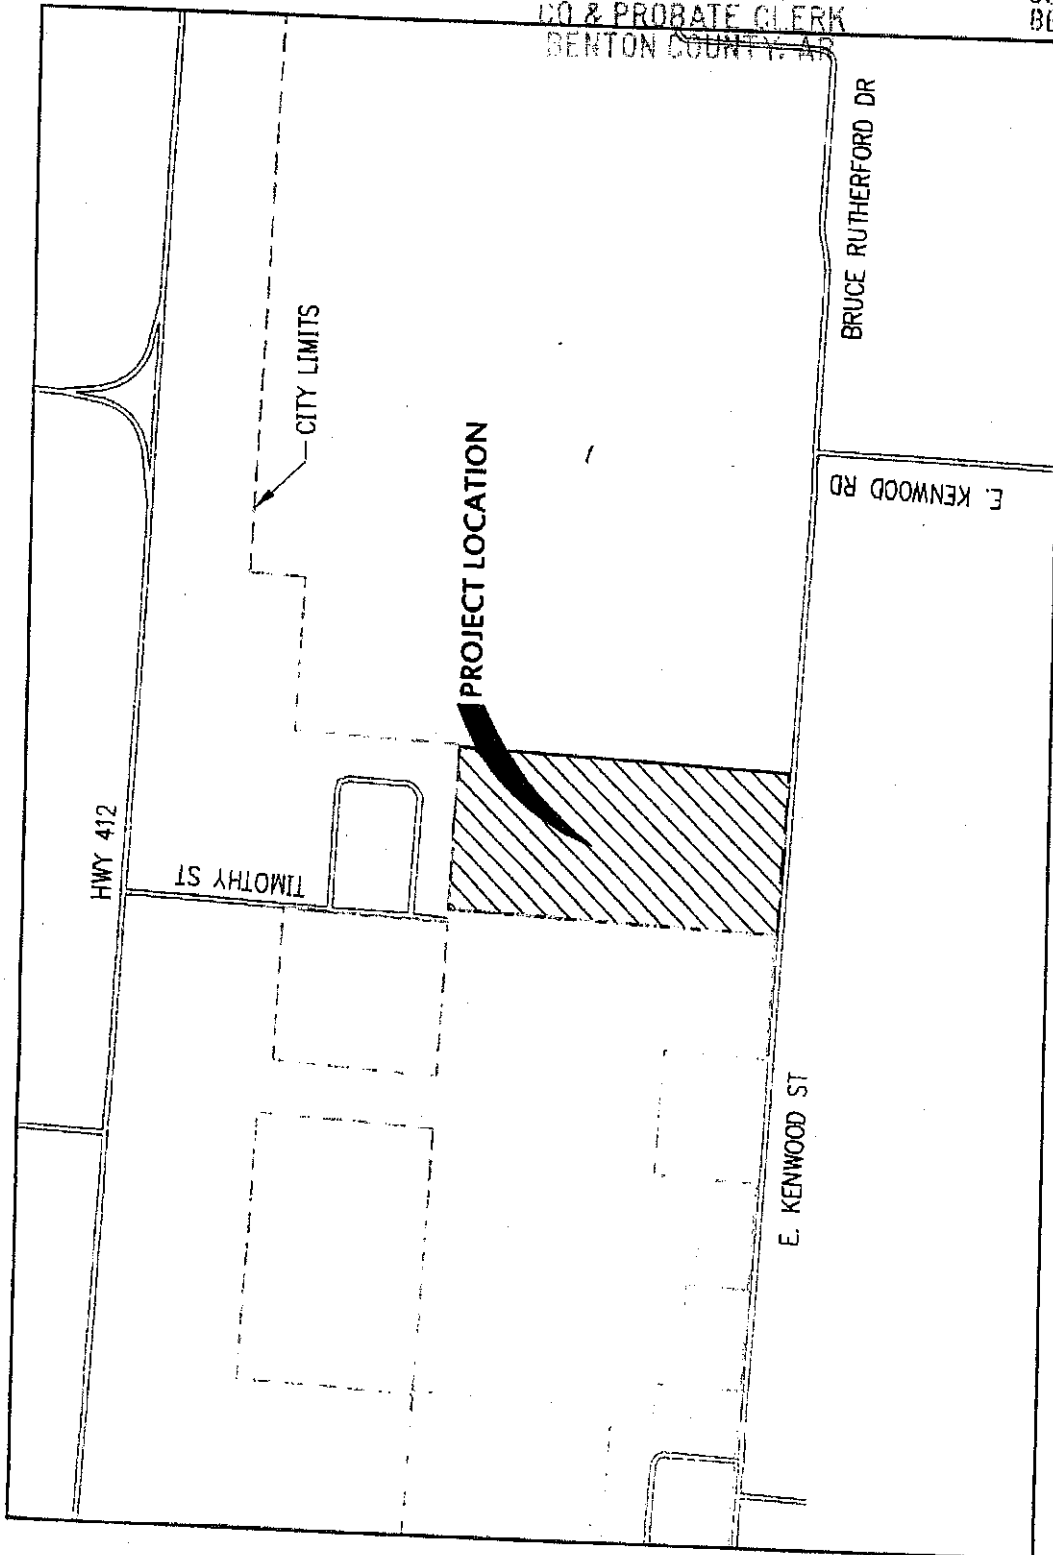 CO & PROBATE CLERK
BENTON COUNTY, AR
BE
HWY 412
TIMOTHY ST
CITY LIMITS
PROJECT LOCATION
BRUCE RUTHERFORD DR
E. KENWOOD RD
E. KENWOOD ST